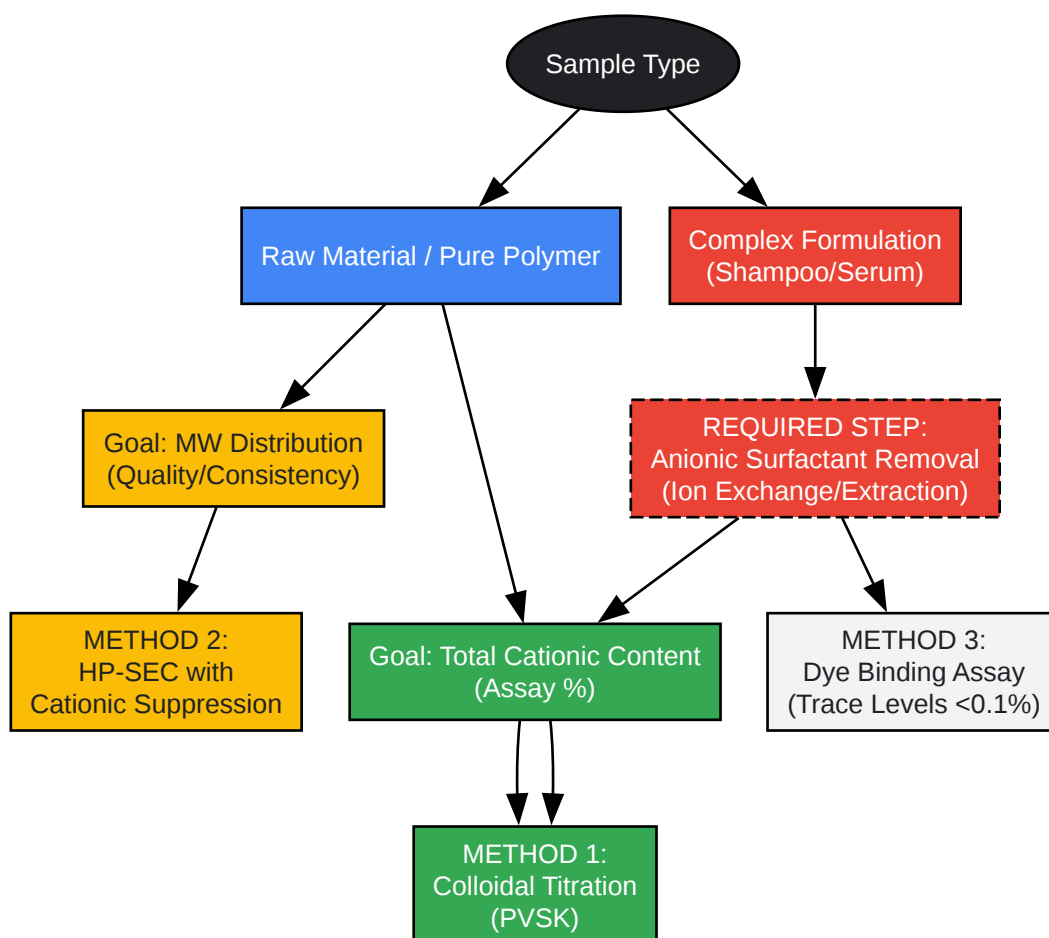 Sample Type
Raw Material / Pure Polymer
Complex Formulation
(Shampoo/Serum)
Goal: MW Distribution
(Quality/Consistency)
REQUIRED STEP:
Anionic Surfactant Removal
(Ion Exchange/Extraction)
METHOD 2:
HP-SEC with
Cationic Suppression
Goal: Total Cationic Content
(Assay %)
METHOD 3:
Dye Binding Assay
(Trace Levels <0.1%)
METHOD 1:
Colloidal Titration
(PVSK)